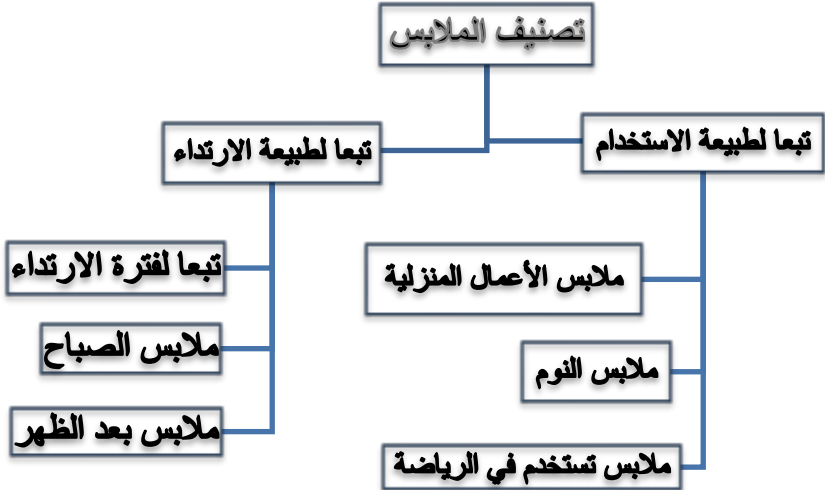 تصنيف الملابس
تبعا لطبيعة الاستخدام
ملابس الأعمال المنزلية
ملابس النوم
ملابس تستخدم في الرياضة
تبعا لطبيعة الارتداء
تبعا لفترة الارتداء
ملابس الصباح
ملابس بعد الظهر